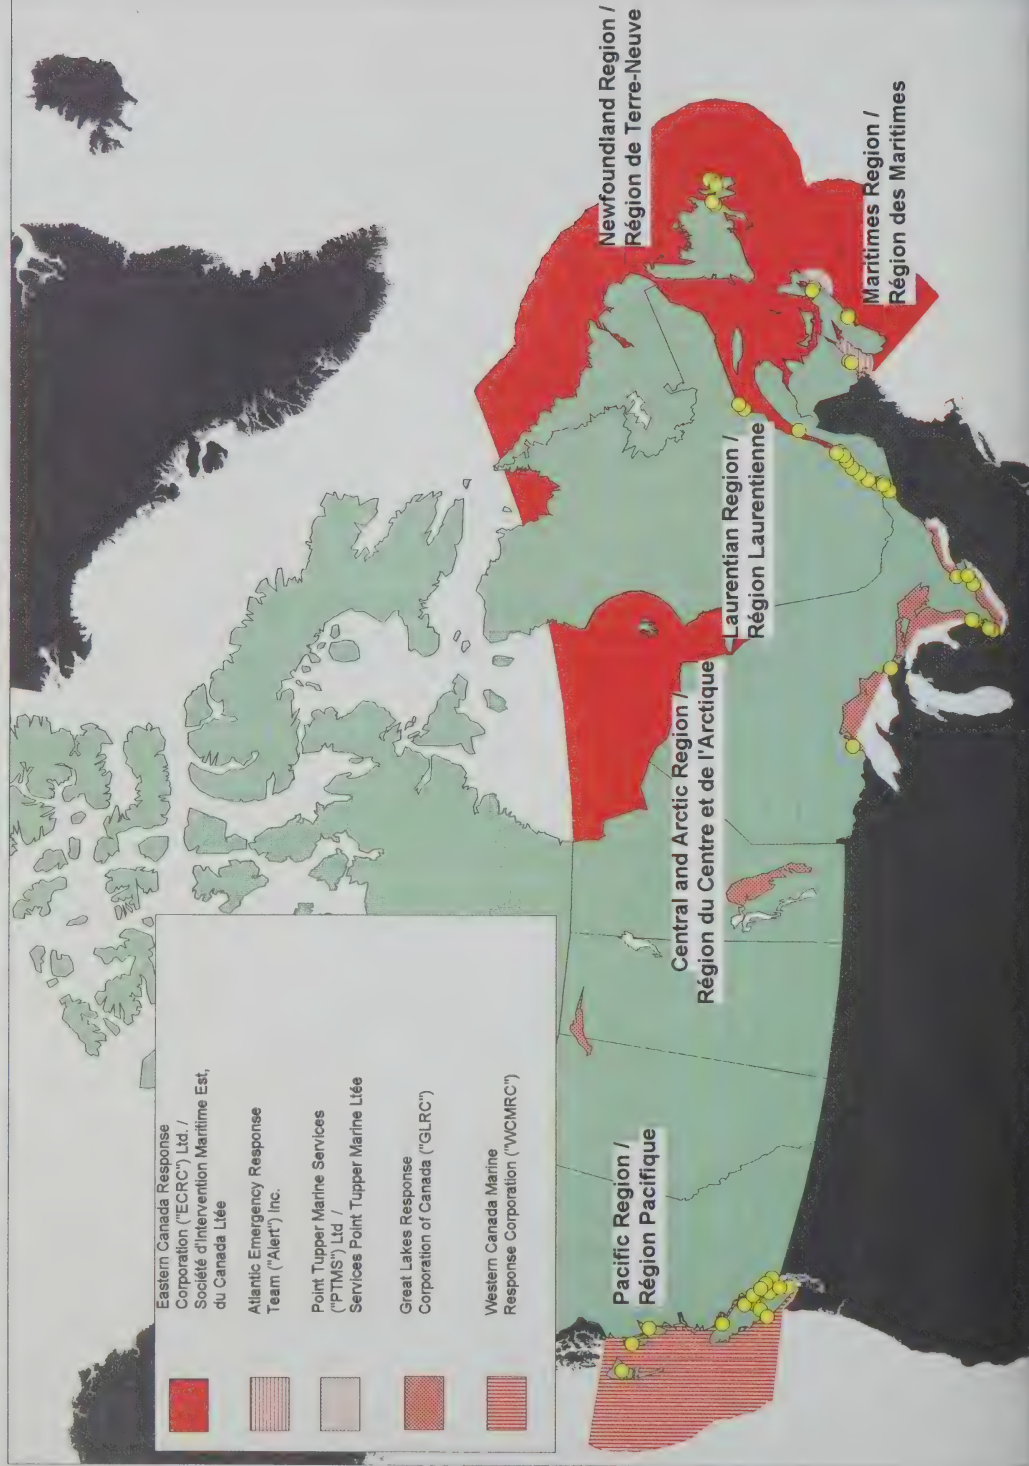 Eastern Canada Response
Corporation ("ECRC") Ltd. /
Société d'Intervention Maritime Est,
du Canada Ltée
Atlantic Emergency Response
Team ("Alert") Inc.
Point Tupper Marine Services
("PTMS") Ltd /
Services Point Tupper Marine Ltée
Great Lakes Response
Corporation of Canada ("GLRC")
Western Canada Marine
Response Corporation ("WCMRC")
Pacific Region /
Région Pacifique
Central and Arctic Region /
Région du Centre et de l'Arctique
Laurentian Region /
Région Laurentienne
Newfoundland Region /
Région de Terre-Neuve
Maritimes Region /
Région des Maritimes